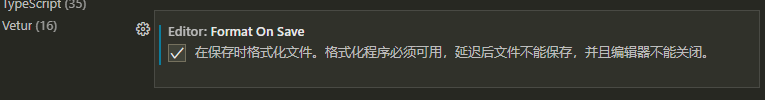 TypeScript (35)
Vetur (16)
Editor: Format On Save
在保存时格式化文件。格式化程序必须可用，延迟后文件不能保存，并且编辑器不能关闭。